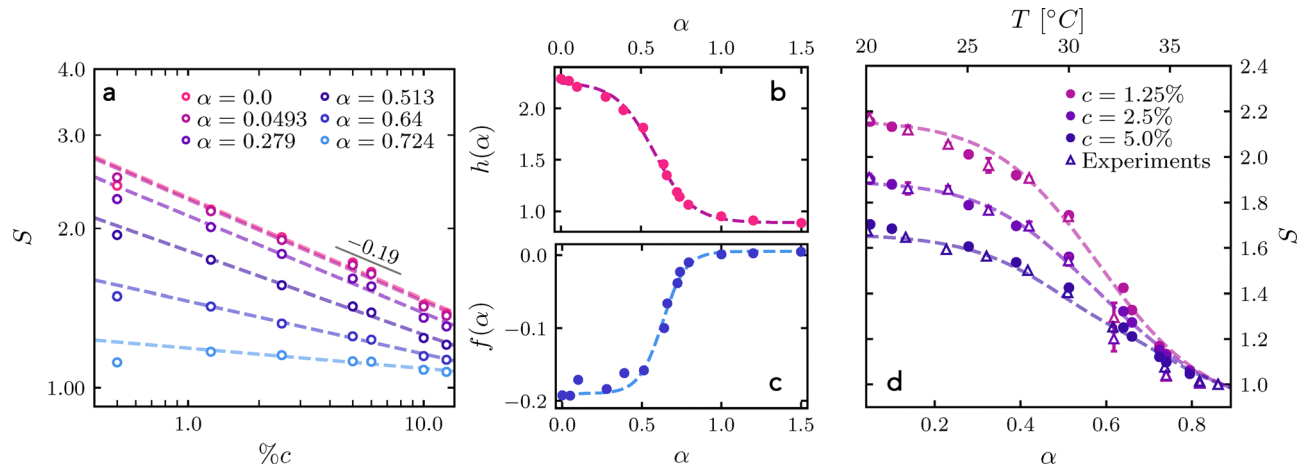 a
4.0
3.0
2.0
1.00
S
1.0
10.0
%c
α = 0.0
α = 0.0493
α = 0.279
α = 0.513
α = 0.64
α = 0.724
−0.19
α
0.0 0.5 1.0 1.5
b
2.0
1.5
1.0
h(α)
c
0.0
−0.1
−0.2
f(α)
0.0 0.5 1.0 1.5
α
T [°C]
20 25 30 35
d
c = 1.25%
c = 2.5%
c = 5.0%
Experiments
2.4
2.2
2.0
1.8
1.6
1.4
1.2
1.0
S
0.2 0.4 0.6 0.8
α